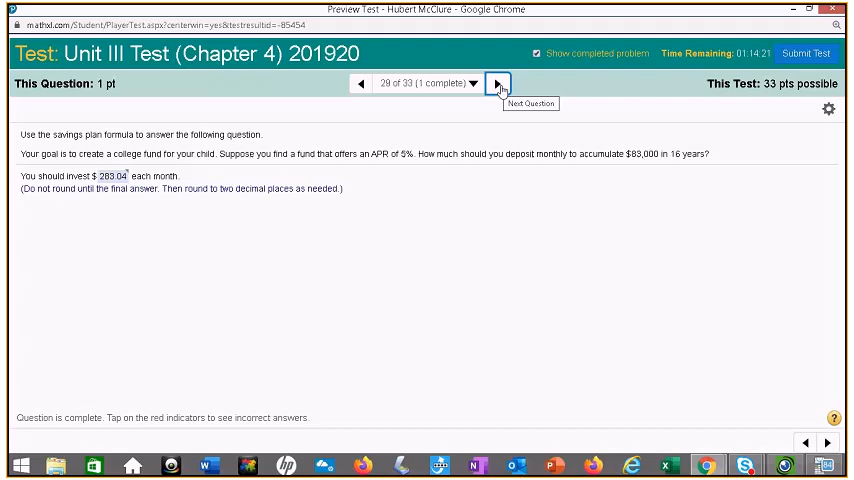 Preview Test - Hubert McClure - Google Chrome
mathxl.com/Student/PlayerTest.aspx?centerwin=yes&testresultid=-85454
Test: Unit III Test (Chapter 4) 201920
Show completed problem
Time Remaining: 01:14:21
Submit Test
This Question: 1 pt
29 of 33 (1 complete)
This Test: 33 pts possible
Next Question
Use the savings plan formula to answer the following question.
Your goal is to create a college fund for your child. Suppose you find a fund that offers an APR of 5%. How much should you deposit monthly to accumulate $83,000 in 16 years?
You should invest $ 283.04 each month.
(Do not round until the final answer. Then round to two decimal places as needed.)
Question is complete. Tap on the red indicators to see incorrect answers.
?